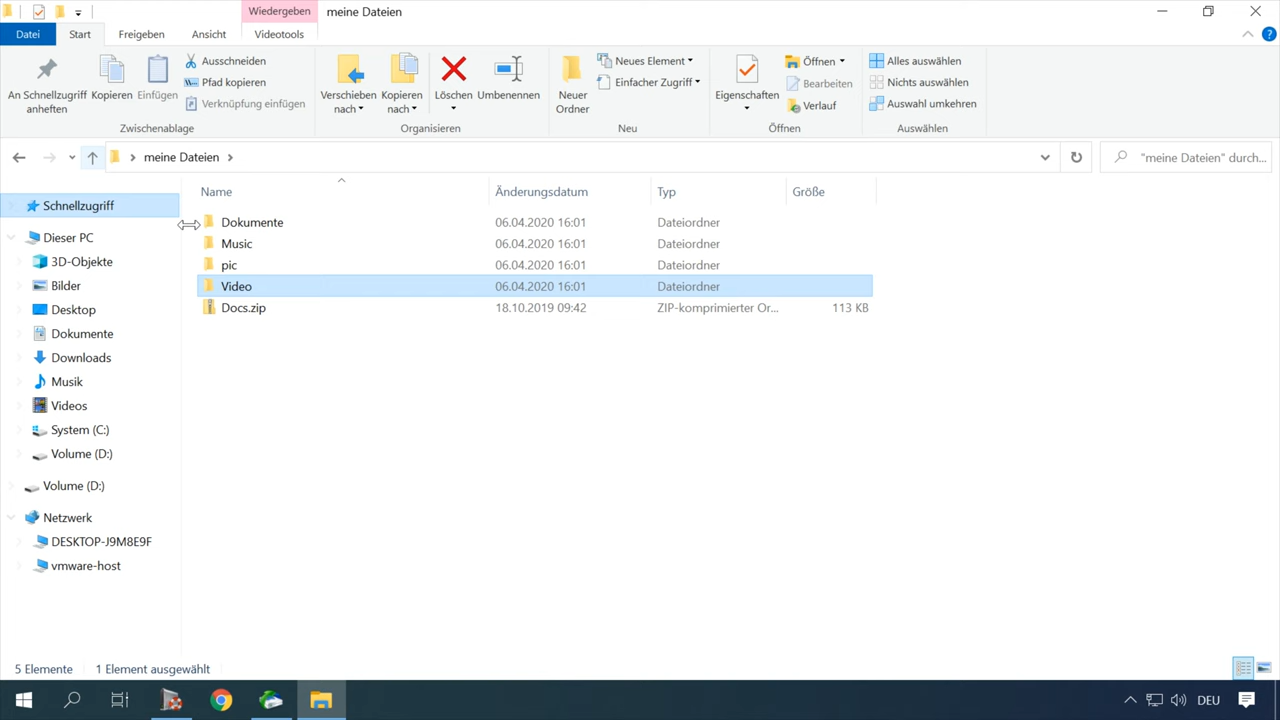 Wiedergeben
meine Dateien
Datei
Start
Freigeben
Ansicht
Videotools
An Schnellzugriff
anheften
Kopieren
Einfügen
Ausschneiden
Pfad kopieren
Verknüpfung einfügen
Zwischenablage
Verschieben
nach
Kopieren
nach
Löschen
Umbenennen
Organisieren
Neuer
Ordner
Neues Element
Einfacher Zugriff
Neu
Eigenschaften
Öffnen
Bearbeiten
Verlauf
Öffnen
Alles auswählen
Nichts auswählen
Auswahl umkehren
Auswählen
meine Dateien
"meine Dateien" durch...
Name Änderungsdatum Typ Größe
Schnellzugriff
Dieser PC
3D-Objekte
Bilder
Desktop
Dokumente
Downloads
Musik
Videos
System (C:)
Volume (D:)
Volume (D:)
Netzwerk
DESKTOP-J9M8E9F
vmware-host
Dokumente 06.04.2020 16:01 Dateiordner
Music 06.04.2020 16:01 Dateiordner
pic 06.04.2020 16:01 Dateiordner
Video 06.04.2020 16:01 Dateiordner
Docs.zip 18.10.2019 09:42 ZIP-komprimierter Or... 113 KB
5 Elemente 1 Element ausgewählt
DEU